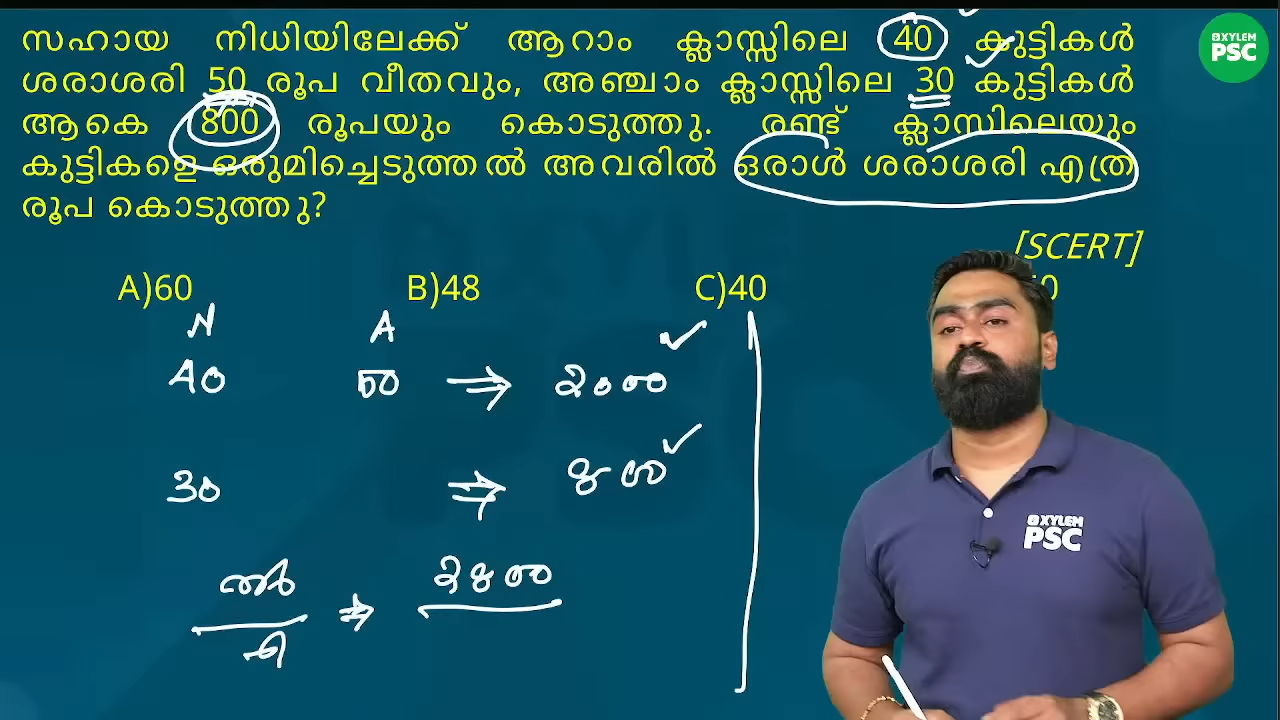 സഹായ നിധിയിലേക്ക് ആറാം ക്ലാസ്സിലെ 40 കുട്ടികൾ
ശരാശരി 50 രൂപ വീതവും, അഞ്ചാം ക്ലാസ്സിലെ 30 കുട്ടികൾ
ആകെ 800 രൂപയും കൊടുത്തു. രണ്ട് ക്ലാസിലെയും
കുട്ടികളെ ഒരുമിച്ചെടുത്തൽ അവരിൽ ഒരാൾ ശരാശരി എത്ര
രൂപ കൊടുത്തു?
[SCERT]
A)60 B)48 C)40
N A
40 50 ⇒ 2000 ✓
30 ⇒ 800 ✓
⇒ 2800
XYLEM
PSC
XYLEM
PSC